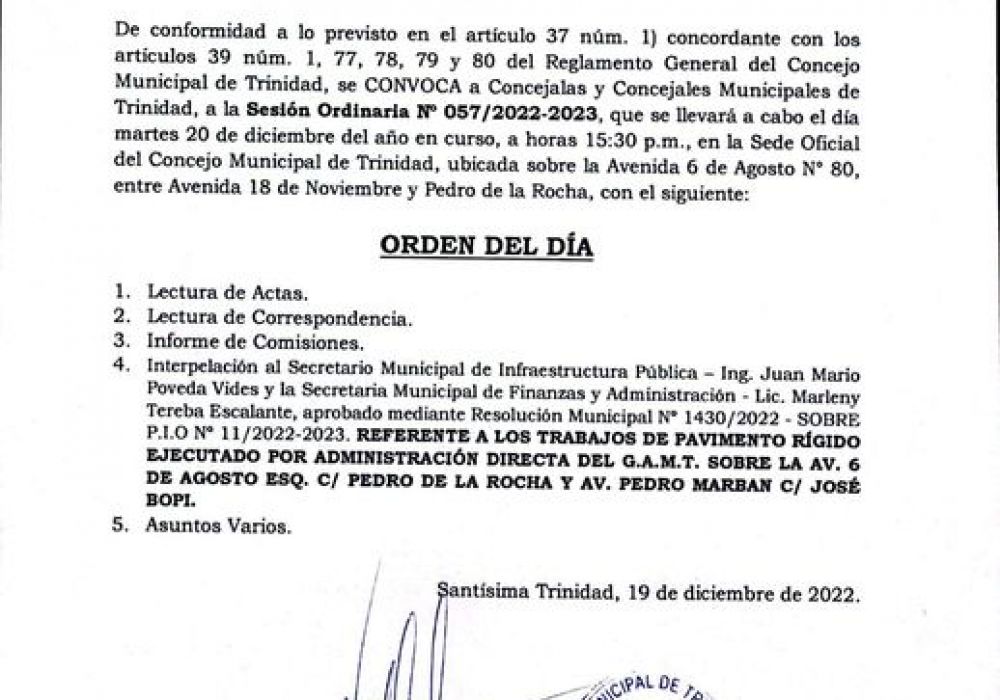 De conformidad a lo previsto en el artículo 37 núm. 1) concordante con los
artículos 39 núm. 1, 77, 78, 79 y 80 del Reglamento General del Concejo
Municipal de Trinidad, se CONVOCA a Concejalas y Concejales Municipales de
Trinidad, a la Sesión Ordinaria N° 057/2022-2023, que se llevará a cabo el día
martes 20 de diciembre del año en curso, a horas 15:30 p.m., en la Sede Oficial
del Concejo Municipal de Trinidad, ubicada sobre la Avenida 6 de Agosto N° 80,
entre Avenida 18 de Noviembre y Pedro de la Rocha, con el siguiente:
ORDEN DEL DÍA
1. Lectura de Actas.
2. Lectura de Correspondencia.
3. Informe de Comisiones.
4. Interpelación al Secretario Municipal de Infraestructura Pública – Ing. Juan Mario
Poveda Vides y la Secretaria Municipal de Finanzas y Administración - Lic. Marleny
Tereba Escalante, aprobado mediante Resolución Municipal N° 1430/2022 - SOBRE
P.I.O N° 11/2022-2023. REFERENTE A LOS TRABAJOS DE PAVIMENTO RÍGIDO
EJECUTADO POR ADMINISTRACIÓN DIRECTA DEL G.A.M.T. SOBRE LA AV. 6
DE AGOSTO ESQ. C/ PEDRO DE LA ROCHA Y AV. PEDRO MARBAN C/ JOSÉ
BOPI.
5. Asuntos Varios.
Santísima Trinidad, 19 de diciembre de 2022.
DE